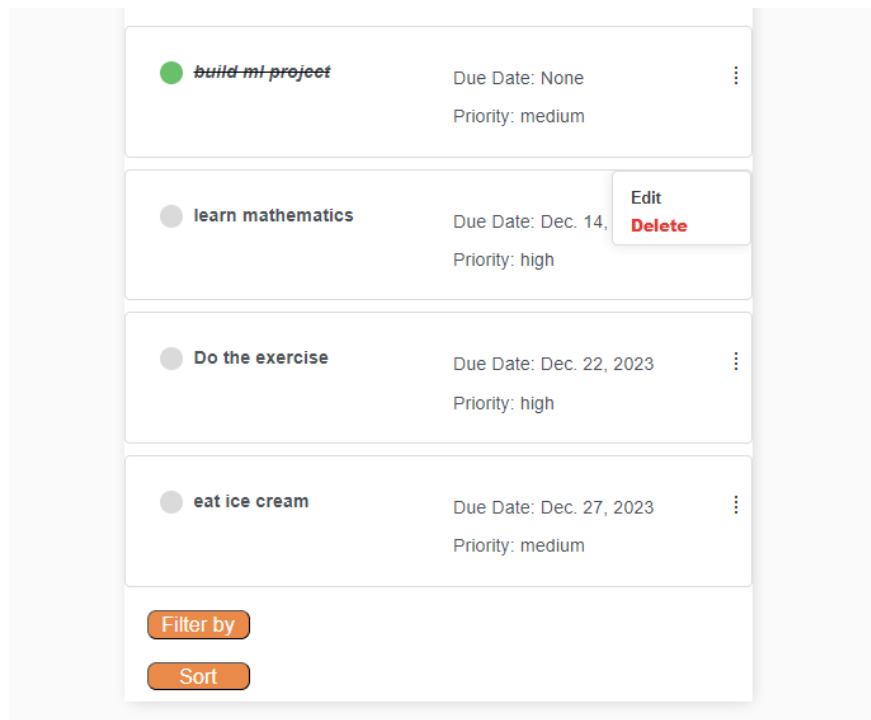 build ml project
Due Date: None
Priority: medium
learn mathematics
Due Date: Dec. 14,
Edit
Delete
Priority: high
Do the exercise
Due Date: Dec. 22, 2023
Priority: high
eat ice cream
Due Date: Dec. 27, 2023
Priority: medium
Filter by
Sort